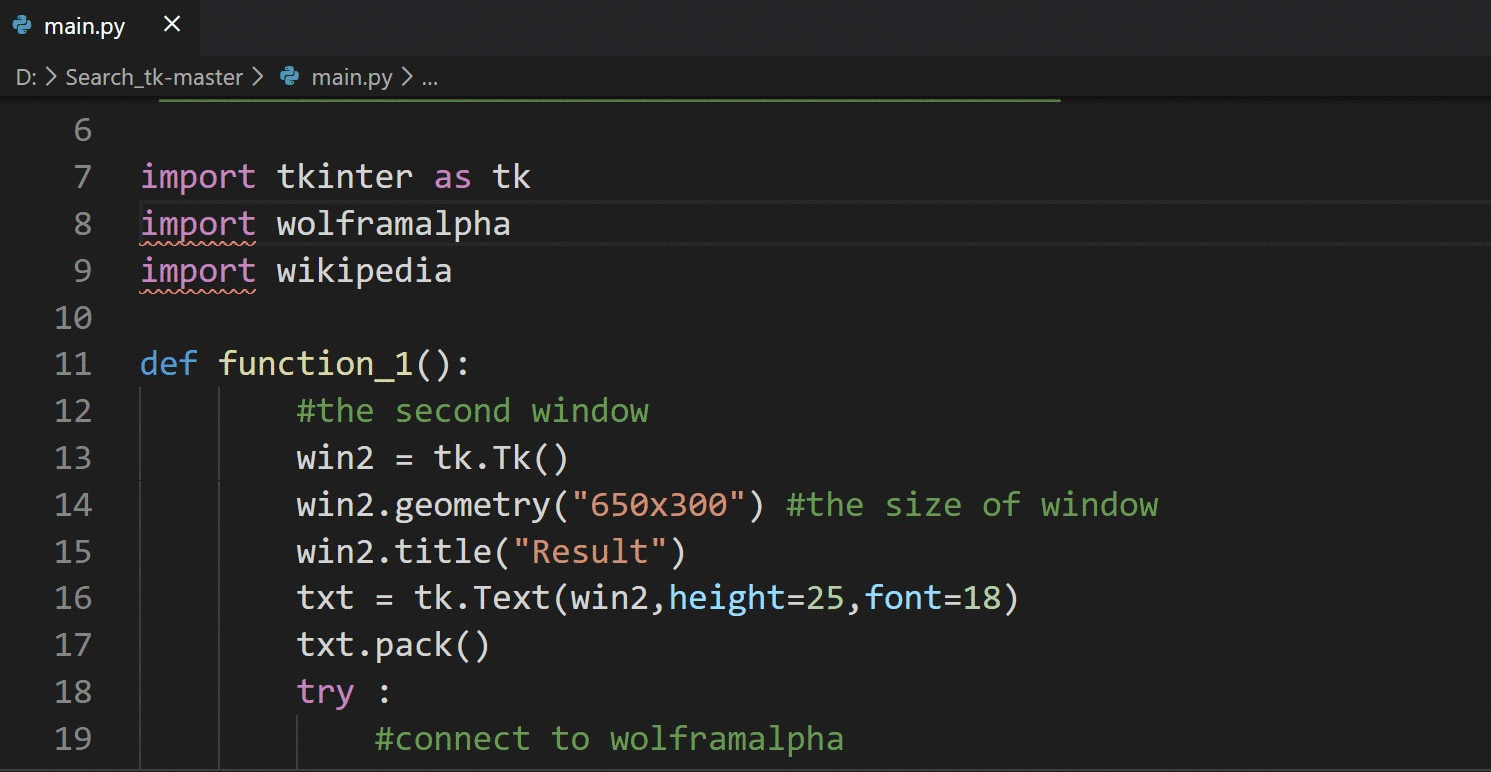 main.py ×
D: > Search_tk-master > main.py > ...
6
7 import tkinter as tk
8 import wolframalpha
9 import wikipedia
10
11 def function_1():
12 #the second window
13 win2 = tk.Tk()
14 win2.geometry("650x300") #the size of window
15 win2.title("Result")
16 txt = tk.Text(win2,height=25,font=18)
17 txt.pack()
18 try :
19 #connect to wolframalpha